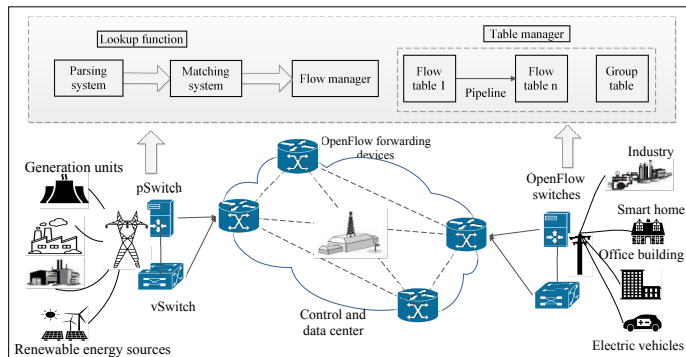 Lookup function
Table manager
Parsing
system
Matching
system
Flow manager
Flow
table 1
Pipeline
Flow
table n
Group
table
OpenFlow forwarding
devices
Generation units
pSwitch
vSwitch
Renewable energy sources
Control and
data center
OpenFlow
switches
Industry
Smart home
Office building
Electric vehicles